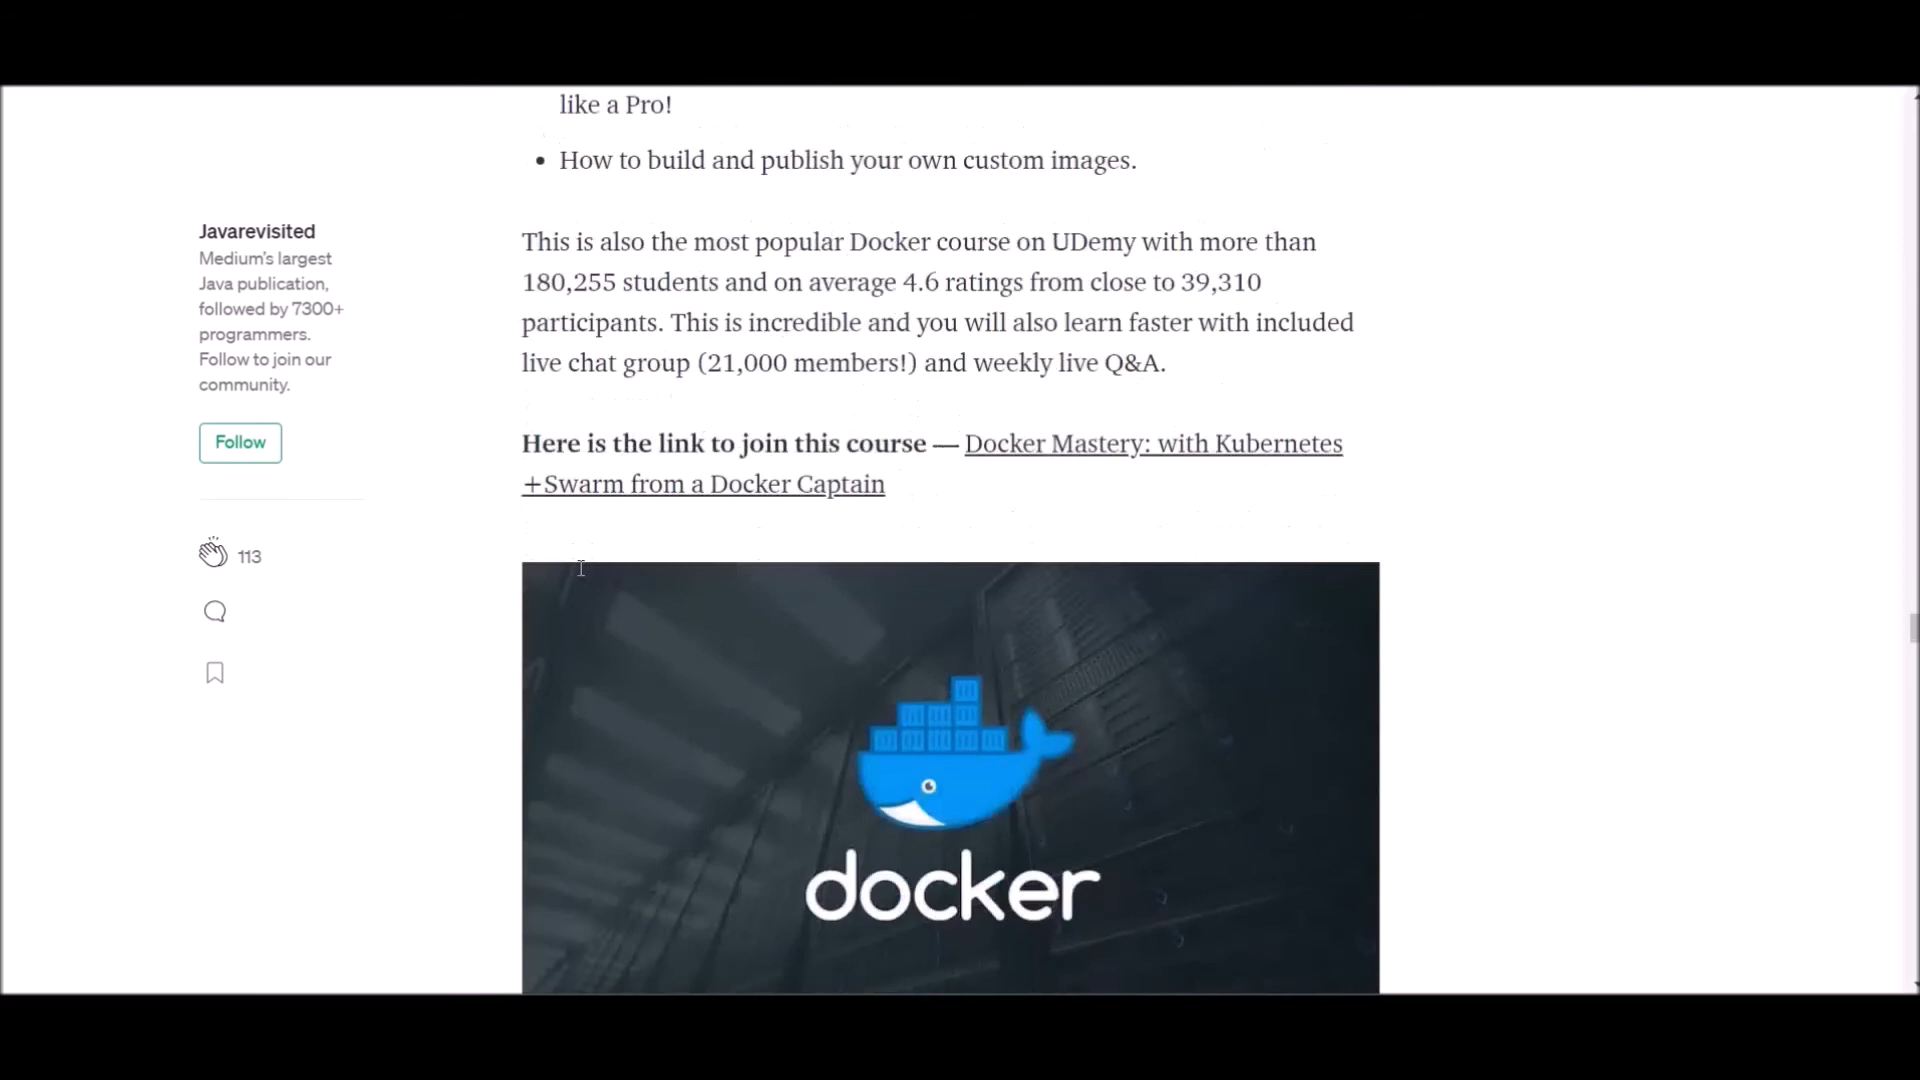 like a Pro!
• How to build and publish your own custom images.
Javarevisited
Medium's largest
Java publication,
followed by 7300+
programmers.
Follow to join our
community.
Follow
113
This is also the most popular Docker course on UDemy with more than
180,255 students and on average 4.6 ratings from close to 39,310
participants. This is incredible and you will also learn faster with included
live chat group (21,000 members!) and weekly live Q&A.
Here is the link to join this course — Docker Mastery: with Kubernetes
+Swarm from a Docker Captain
docker